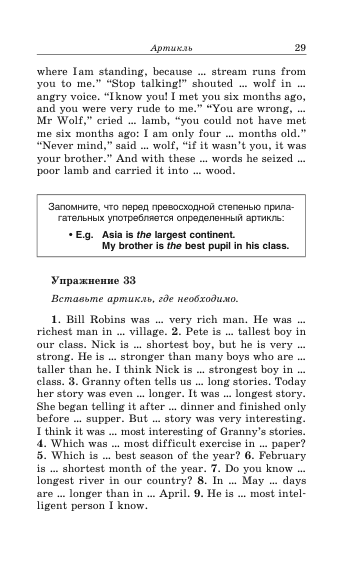 Артикль 29
where I am standing, because ... stream runs from
you to me.” “Stop talking!” shouted ... wolf in ...
angry voice. “I know you! I met you six months ago,
and you were very rude to me.” “You are wrong, ...
Mr Wolf,” cried ... lamb, “you could not have met
me six months ago: I am only four ... months old.”
“Never mind,” said ... wolf, “if it wasn’t you, it was
your brother.” And with these ... words he seized ...
poor lamb and carried it into ... wood.
Запомните, что перед превосходной степенью прила-
гательных употребляется определенный артикль:
• E.g. Asia is the largest continent.
My brother is the best pupil in his class.
Упражнение 33
Вставьте артикль, где необходимо.
1. Bill Robins was ... very rich man. He was ...
richest man in ... village. 2. Pete is ... tallest boy in
our class. Nick is ... shortest boy, but he is very ...
strong. He is ... stronger than many boys who are ...
taller than he. I think Nick is ... strongest boy in ...
class. 3. Granny often tells us ... long stories. Today
her story was even ... longer. It was ... longest story.
She began telling it after ... dinner and finished only
before ... supper. But ... story was very interesting.
I think it was ... most interesting of Granny’s stories.
4. Which was ... most difficult exercise in ... paper?
5. Which is ... best season of the year? 6. February
is ... shortest month of the year. 7. Do you know ...
longest river in our country? 8. In ... May ... days
are ... longer than in ... April. 9. He is ... most intel-
ligent person I know.